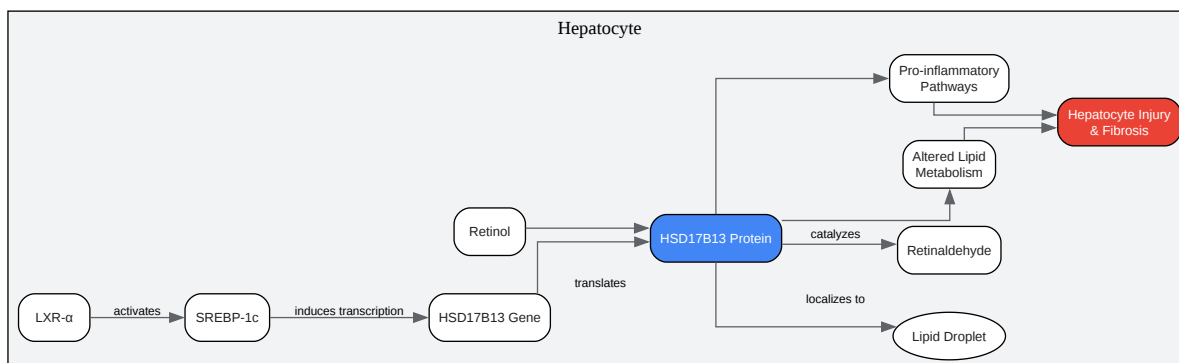 Hepatocyte
Pro-inflammatory
Pathways
Hepatocyte Injury
& Fibrosis
Altered Lipid
Metabolism
Retinol
HSD17B13 Protein
catalyzes
Retinaldehyde
translates
localizes to
LXR-α
activates
SREBP-1c
induces transcription
HSD17B13 Gene
Lipid Droplet